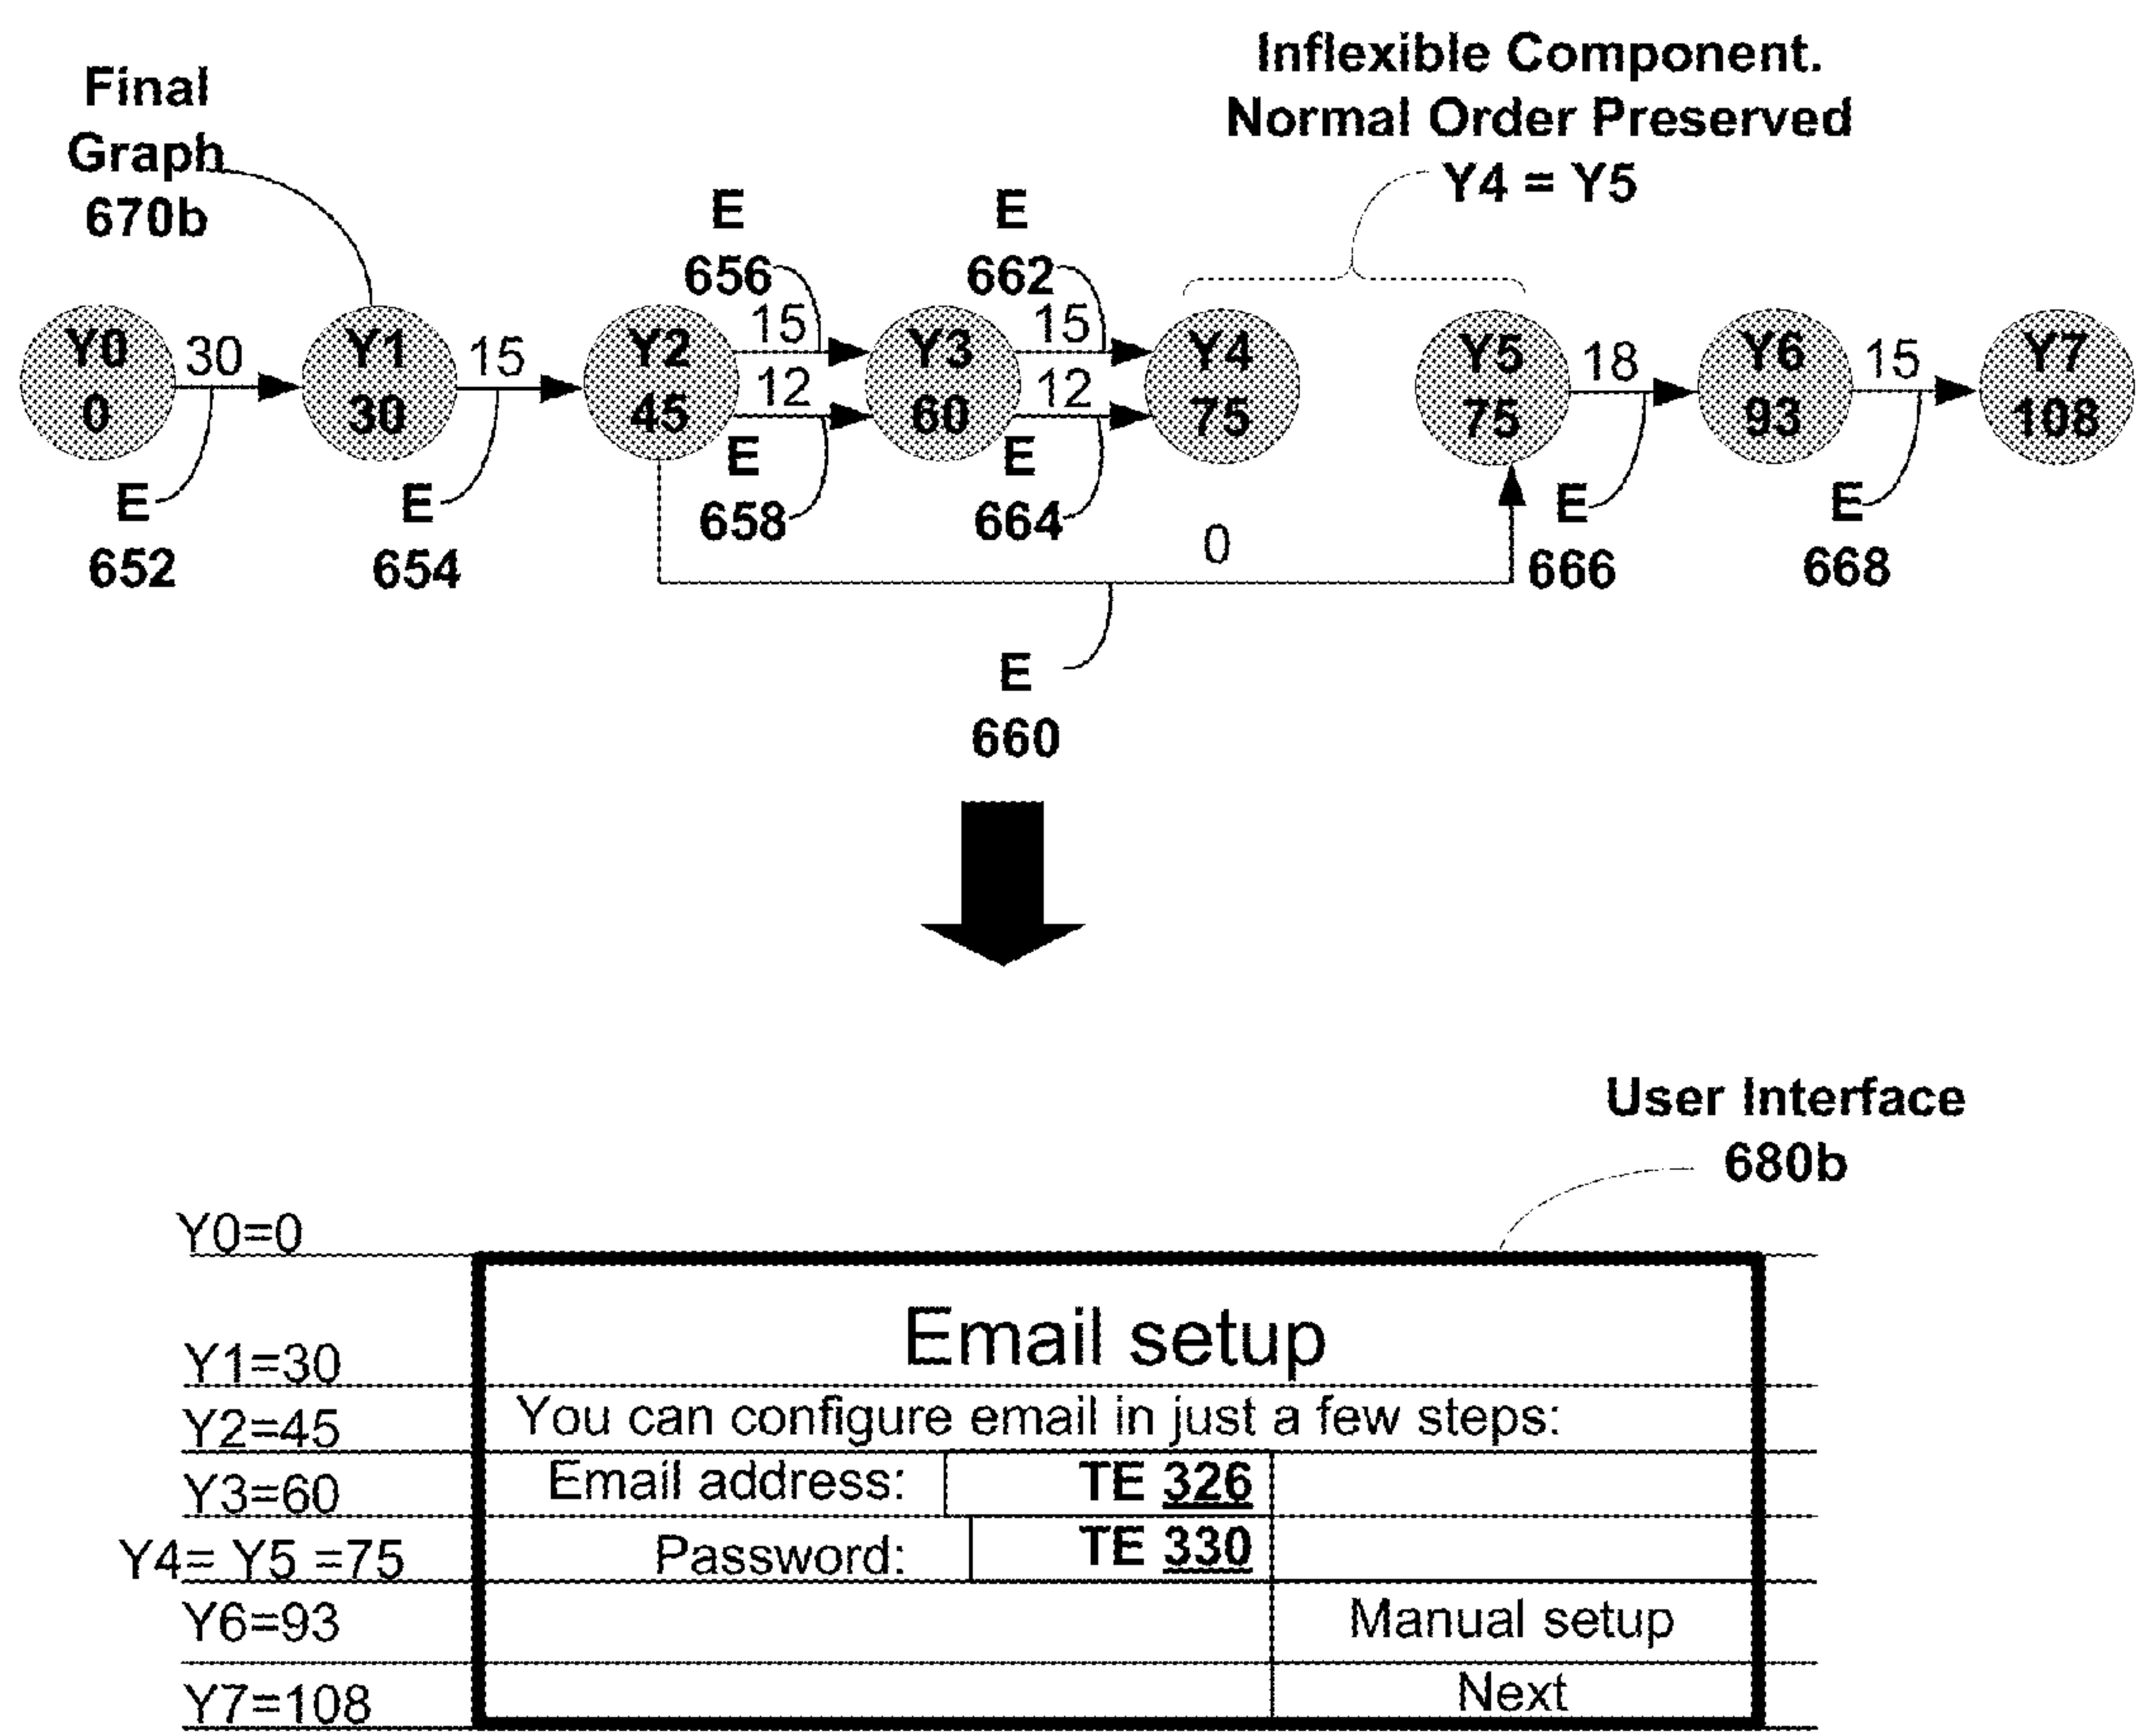 Final
Graph
670b
Inflexible Component.
Normal Order Preserved
Y4 = Y5
E
656
E
662
Y0
0
30
Y1
30
15
Y2
45
15
12
Y3
60
15
12
Y4
75
Y5
75
18
Y6
93
15
Y7
108
E
652
E
654
E
658
E
664
0
E
666
E
668
E
660
User Interface
680b
Y0=0
Email setup
Y1=30
You can configure email in just a few steps:
Y2=45
Email address: TE 326
Y3=60
Password: TE 330
Y4= Y5 =75
Manual setup
Y6=93
Next
Y7=108